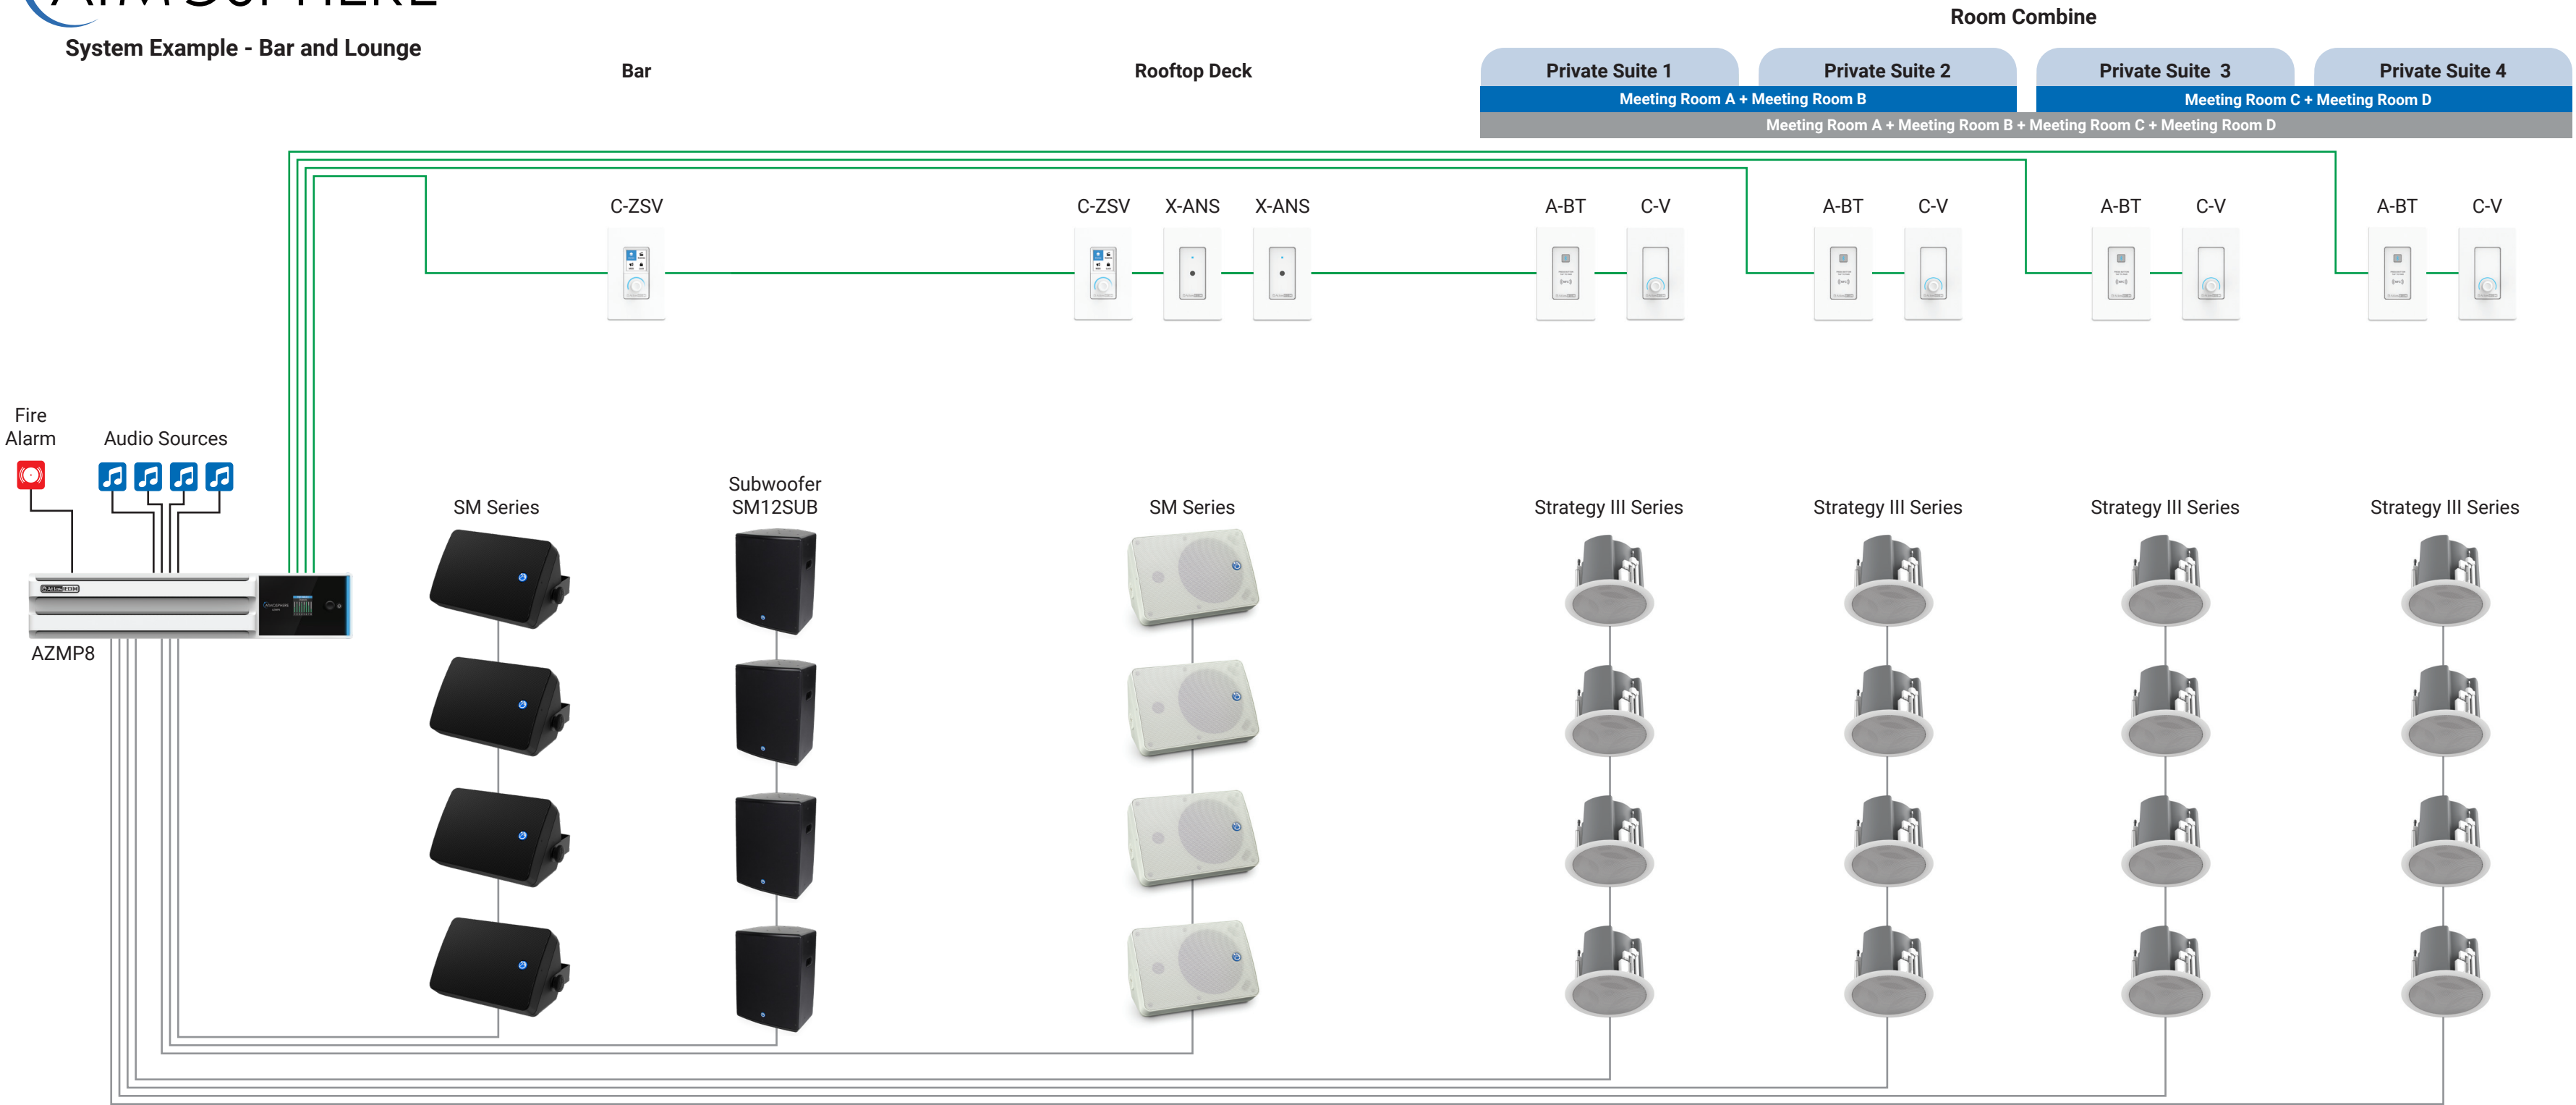 ATMOSPHERE
System Example - Bar and Lounge
Bar
Rooftop Deck
Room Combine
Private Suite 1
Private Suite 2
Private Suite  3
Private Suite 4
Meeting Room A + Meeting Room B
Meeting Room C + Meeting Room D
Meeting Room A + Meeting Room B + Meeting Room C + Meeting Room D
C-ZSV
C-ZSV
X-ANS
X-ANS
A-BT
C-V
A-BT
C-V
A-BT
C-V
A-BT
C-V
Fire
Alarm
Audio Sources
SM Series
Subwoofer
SM12SUB
SM Series
Strategy III Series
Strategy III Series
Strategy III Series
Strategy III Series
AtlasIED
AZMP8